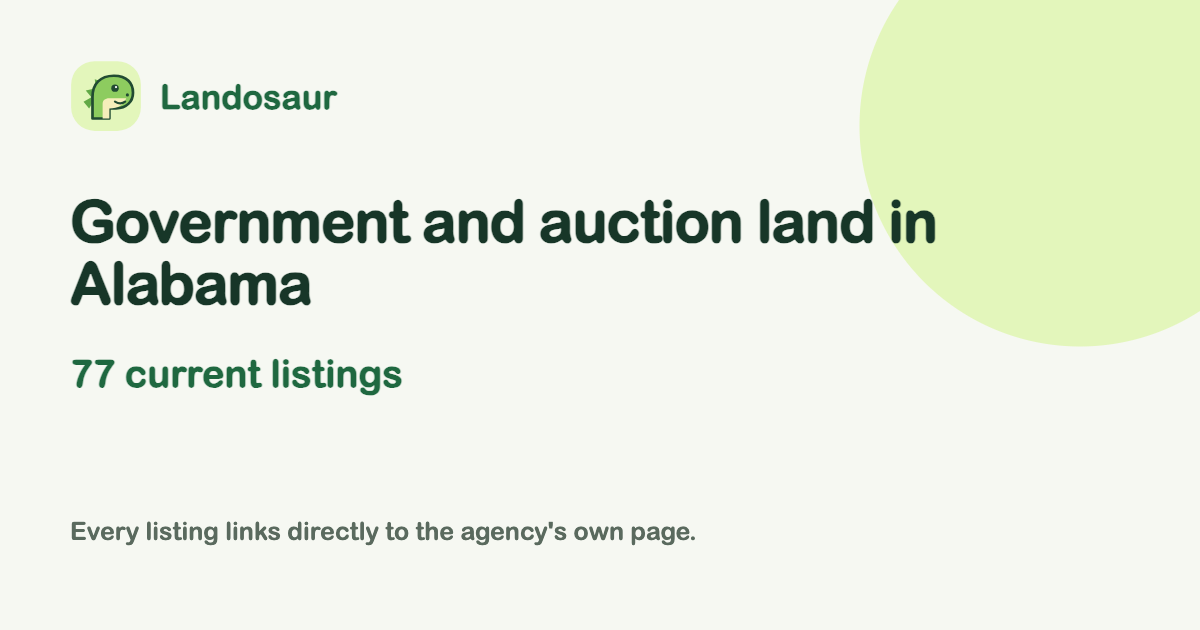 Landosaur
Government and auction land in
Alabama
77 current listings
Every listing links directly to the agency's own page.